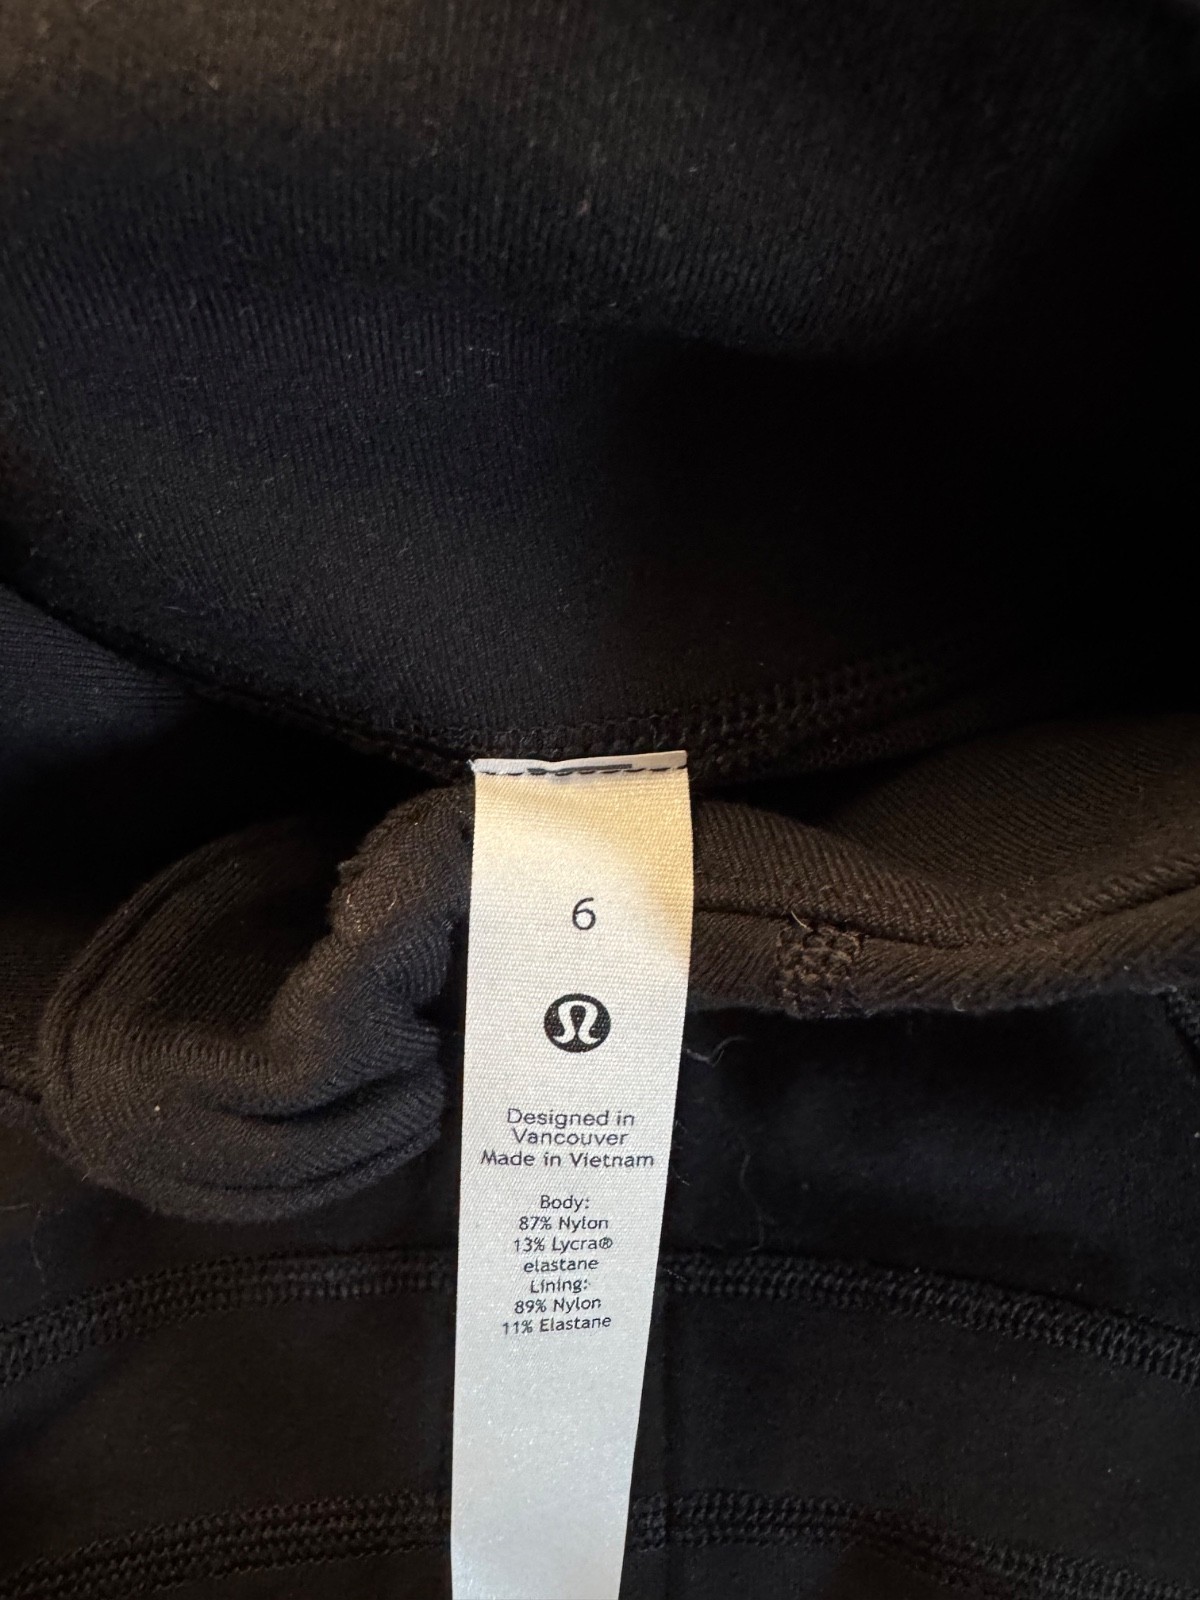 6
Designed in
Vancouver
Made in Vietnam
Body:
87% Nylon
13% Lycra®
elastane
Lining:
89% Nylon
11% Elastane